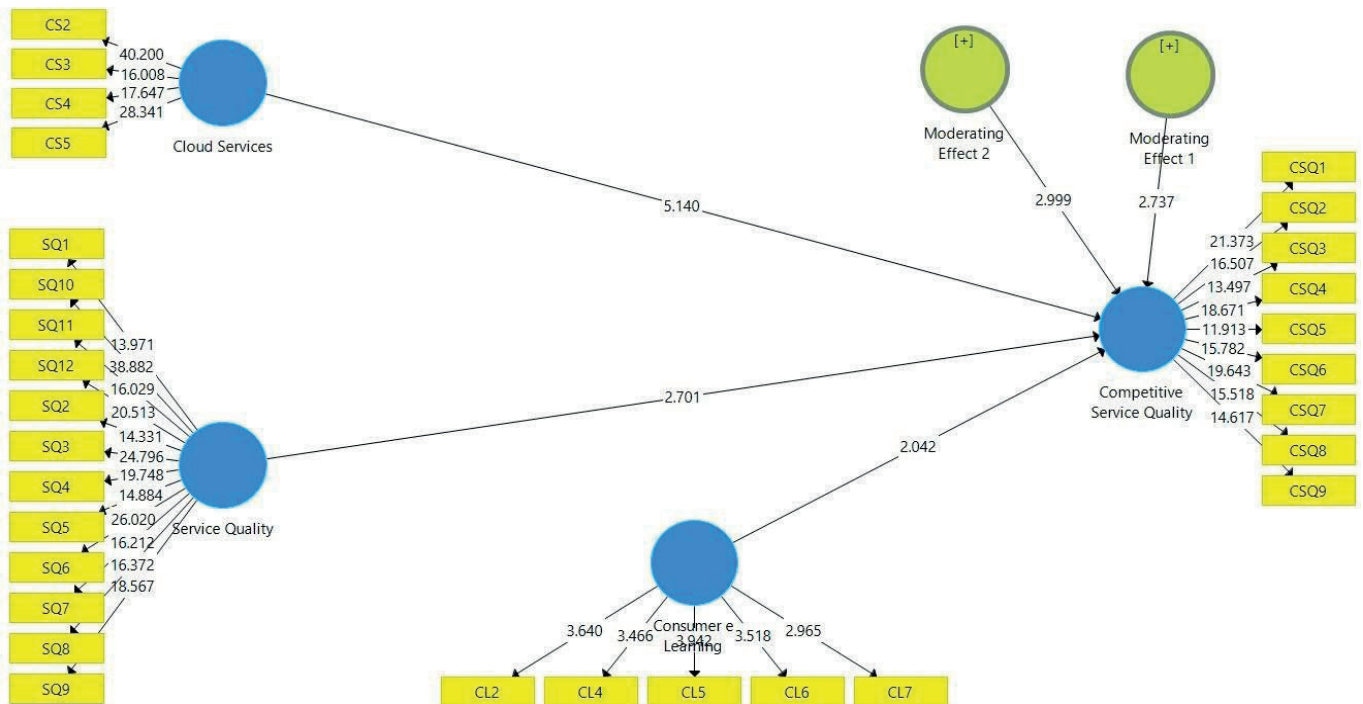 CS2
CS3
CS4
CS5
40.200
16.008
17.647
28.341
Cloud Services
[+]
Moderating
Effect 2
[+]
Moderating
Effect 1
5.140
2.999
2.737
SQ1
SQ10
SQ11
SQ12
SQ2
SQ3
SQ4
SQ5
SQ6
SQ7
SQ8
SQ9
13.971
38.882
16.029
20.513
14.331
24.796
19.748
14.884
26.020
16.212
16.372
18.567
Service Quality
2.701
2.042
Competitive
Service Quality
21.373
16.507
13.497
18.671
11.913
15.782
19.643
15.518
14.617
CSQ1
CSQ2
CSQ3
CSQ4
CSQ5
CSQ6
CSQ7
CSQ8
CSQ9
Consumer e
Learning
3.640
3.466
3.942
3.518
2.965
CL2
CL4
CL5
CL6
CL7